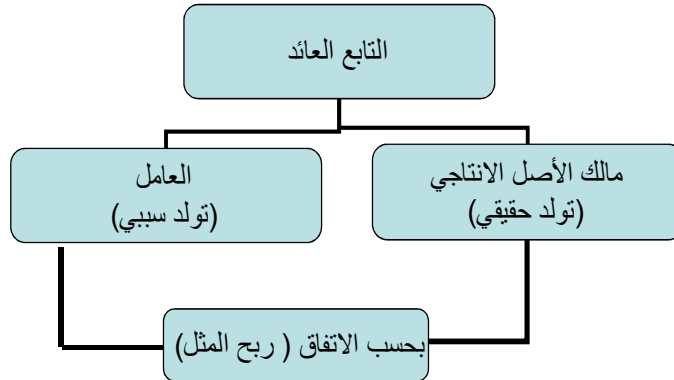 التابع العائد
مالك الأصل الانتاجي
(تولد حقيقي)
العامل
(تولد سببي)
بحسب الاتفاق ( ربح المثل)